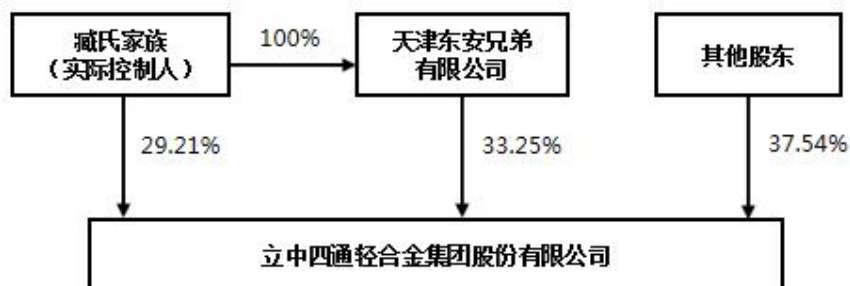 臧氏家族
（实际控制人）
100%
天津东安兄弟
有限公司
其他股东
29.21%
33.25%
37.54%
立中四通轻合金集团股份有限公司